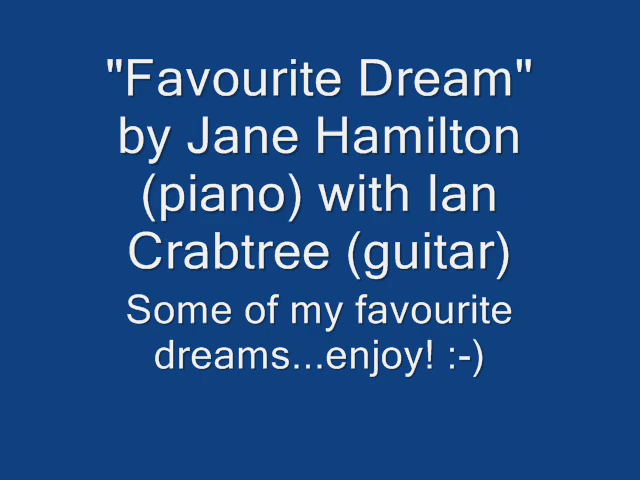 "Favourite Dream"
by Jane Hamilton
(piano) with Ian
Crabtree (guitar)
Some of my favourite
dreams...enjoy! :-)